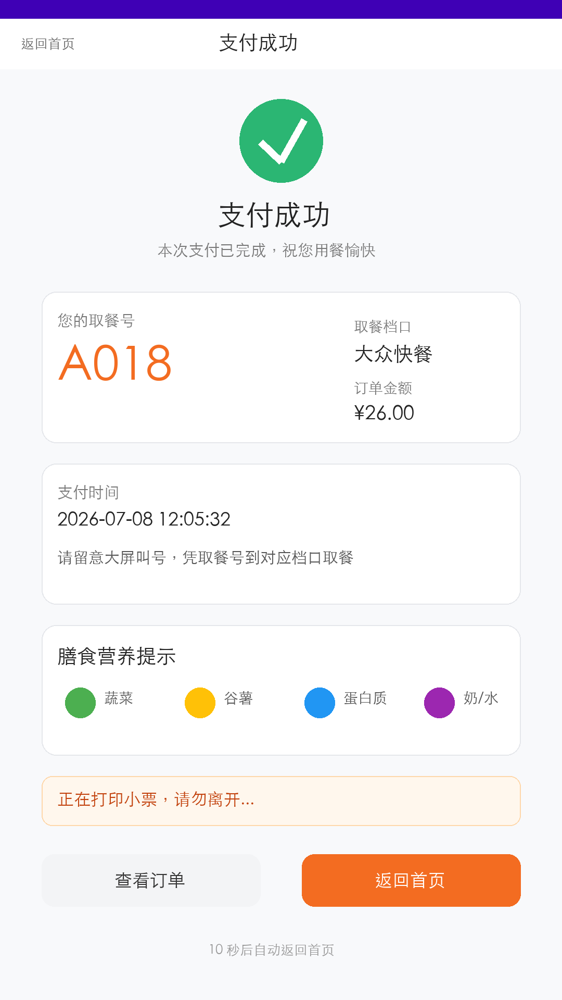 返回首页
支付成功
支付成功
本次支付已完成，祝您用餐愉快
您的取餐号
A018
取餐档口
大众快餐
订单金额
¥26.00
支付时间
2026-07-08 12:05:32
请留意大屏叫号，凭取餐号到对应档口取餐
膳食营养提示
蔬菜
谷薯
蛋白质
奶/水
正在打印小票，请勿离开...
查看订单
返回首页
10 秒后自动返回首页